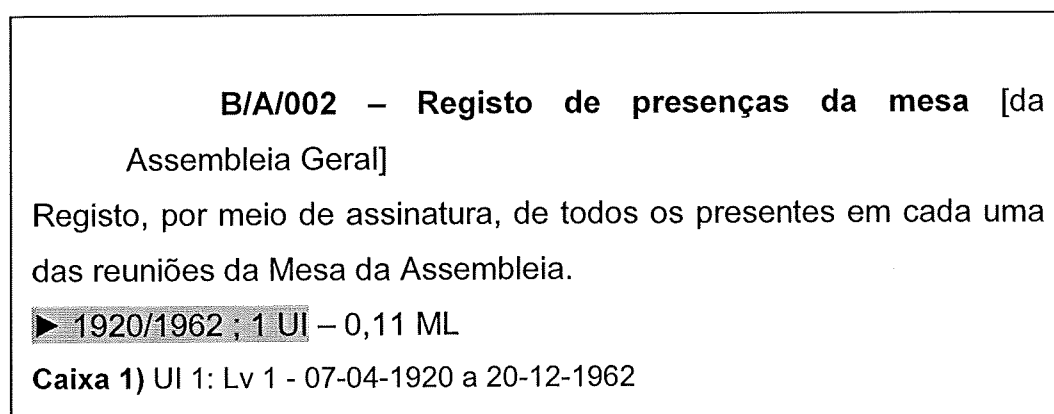 B/A/002 – Registo de presenças da mesa [da
Assembleia Geral]
Registo, por meio de assinatura, de todos os presentes em cada uma
das reuniões da Mesa da Assembleia.
► 1920/1962 ; 1 UI – 0,11 ML
Caixa 1) UI 1: Lv 1 - 07-04-1920 a 20-12-1962